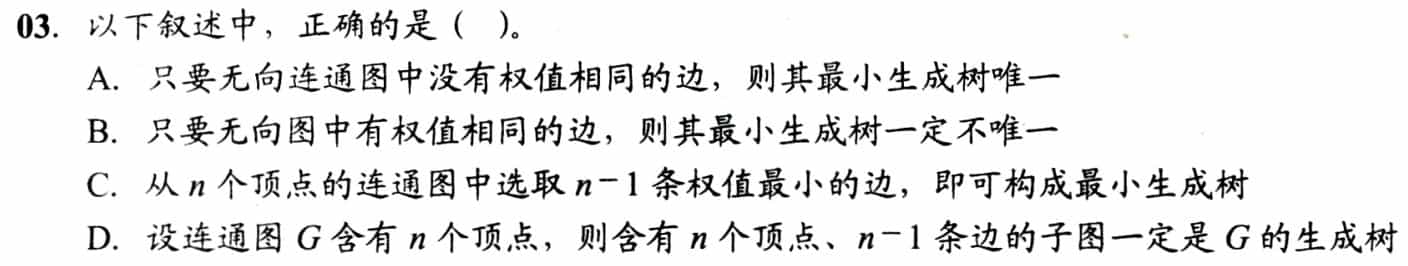 03. 以下叙述中，正确的是（ ）。
A. 只要无向连通图中没有权值相同的边，则其最小生成树唯一
B. 只要无向图中有权值相同的边，则其最小生成树一定不唯一
C. 从 n 个顶点的连通图中选取 n−1 条权值最小的边，即可构成最小生成树
D. 设连通图 G 含有 n 个顶点，则含有 n 个顶点、n−1 条边的子图一定是 G 的生成树